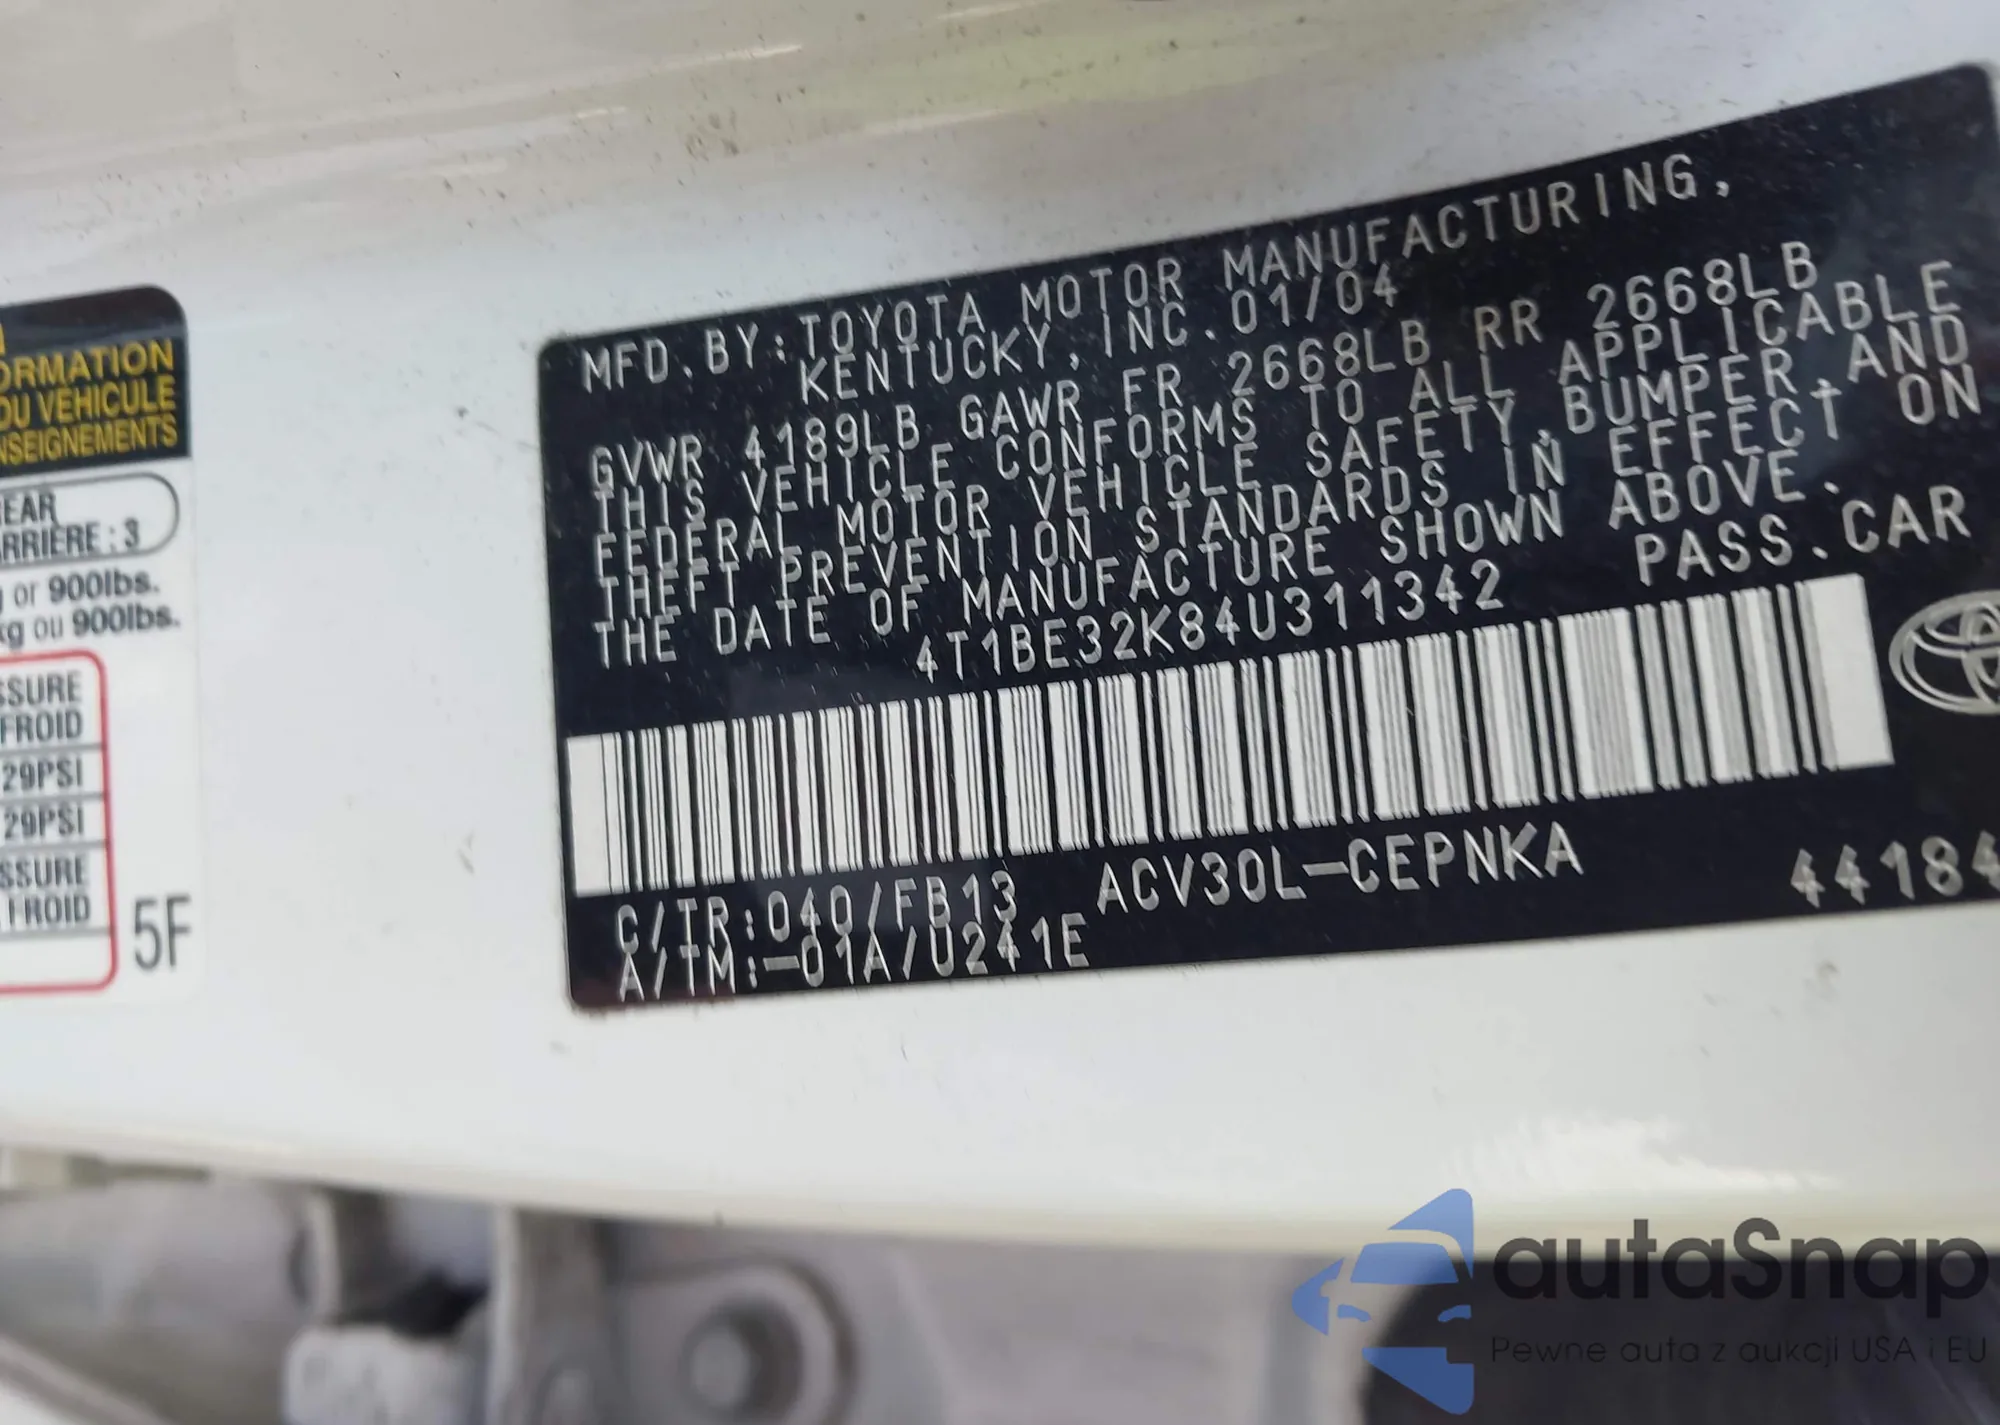 ORMATION
DU VEHICULE
NSEIGNEMENTS
EAR
RRIÈRE : 3
or 900lbs.
kg ou 900lbs.
SSURE
FROID
29PSI
29PSI
SSURE
FROID
5F
MFD. BY: TOYOTA MOTOR MANUFACTURING,
KENTUCKY, INC. 01/04
GVWR 4189LB GAWR FR 2668LB RR 2668LB
THIS VEHICLE CONFORMS TO ALL APPLICABLE
FEDERAL MOTOR VEHICLE SAFETY, BUMPER, AND
THEFT PREVENTION STANDARDS IN EFFECT ON
THE DATE OF MANUFACTURE SHOWN ABOVE.
4T1BE32K84U311342 PASS. CAR
C/TR: 040/FB13 ACV30L-CEPNKA 44184
A/TM: -01A/U241E
autaSnap
Pewne auta z aukcji USA i EU